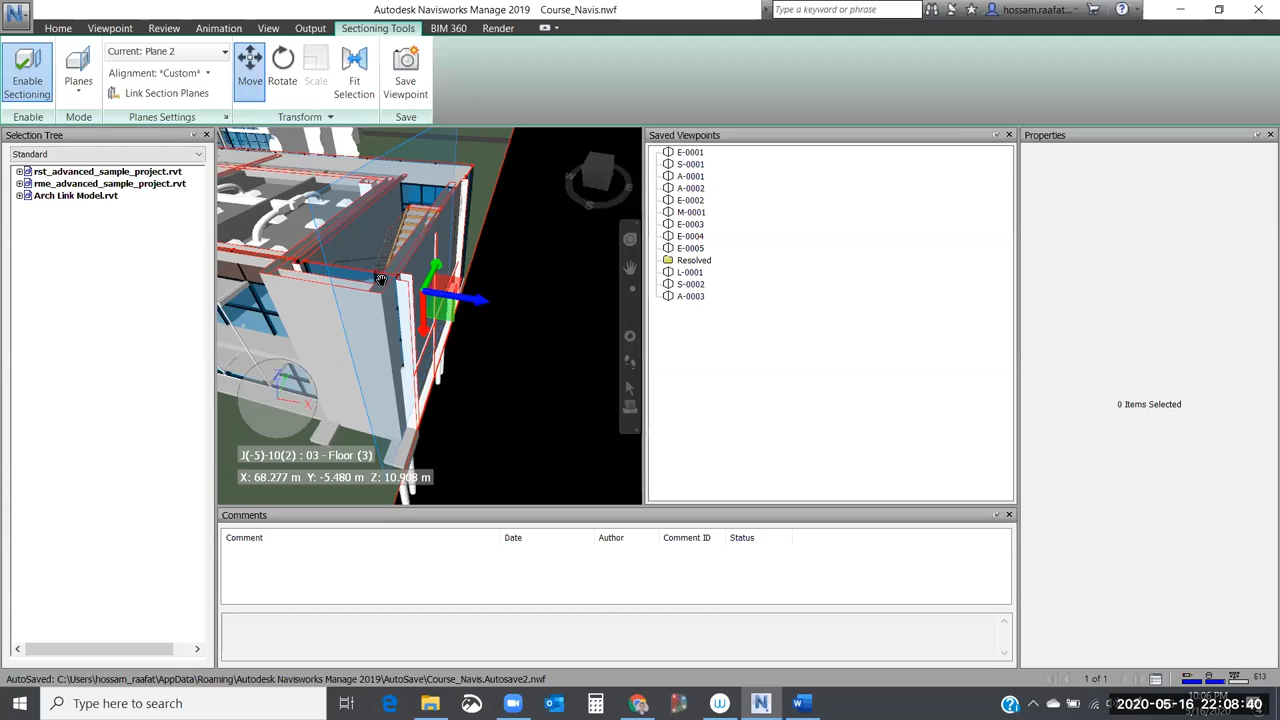 Autodesk Navisworks Manage 2019 Course_Navis.nwf
Type a keyword or phrase
hossam.raafat...
Home Viewpoint Review Animation View Output Sectioning Tools BIM 360 Render
Enable Sectioning
Planes
Current: Plane 2
Alignment: *Custom*
Link Section Planes
Move
Rotate
Scale
Fit Selection
Save Viewpoint
Enable Mode Planes Settings Transform Save
Selection Tree
Standard
rst_advanced_sample_project.rvt
rme_advanced_sample_project.rvt
Arch Link Model.rvt
X
J(-5)-10(2) : 03 - Floor (3)
X: 68.277 m Y: -5.480 m Z: 10.908 m
Saved Viewpoints
E-0001
S-0001
A-0001
A-0002
E-0002
M-0001
E-0003
E-0004
E-0005
Resolved
L-0001
S-0002
A-0003
Properties
0 Items Selected
Comments
Comment Date Author Comment ID Status
AutoSaved: C:\Users\hossam_raafat\AppData\Roaming\Autodesk Navisworks Manage 2019\AutoSave\Course_Navis.Autosave2.nwf
1 of 1
613
Type here to search
10:06 PM
2020-05-16 22:08:40